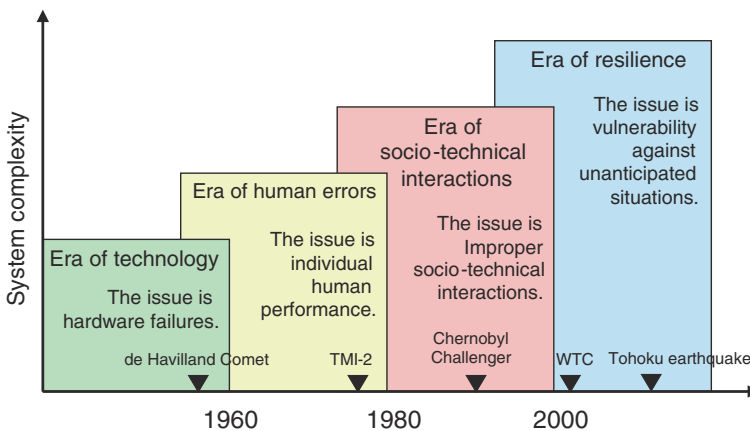 System complexity
Era of technology
The issue is
hardware failures.
Era of human errors
The issue is
individual
human
performance.
Era of
socio-technical
interactions
The issue is
Improper
socio-technical
interactions.
Era of resilience
The issue is
vulnerability
against
unanticipated
situations.
de Havilland Comet
TMI-2
Chernobyl
Challenger
WTC
Tohoku earthquake
1960
1980
2000